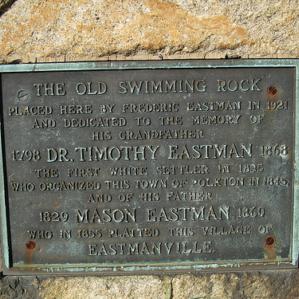 THE OLD SWIMMING ROCK
PLACED HERE BY FREDERIC EASTMAN IN 1921
AND DEDICATED TO THE MEMORY OF
HIS GRANDFATHER
1798 DR. TIMOTHY EASTMAN 1868
THE FIRST WHITE SETTLER IN 1835
WHO ORGANIZED THIS TOWN OF POLKTON IN 1845,
AND OF HIS FATHER
1829 MASON EASTMAN 1860
WHO IN 1855 PLATTED THIS VILLAGE OF
EASTMANVILLE.